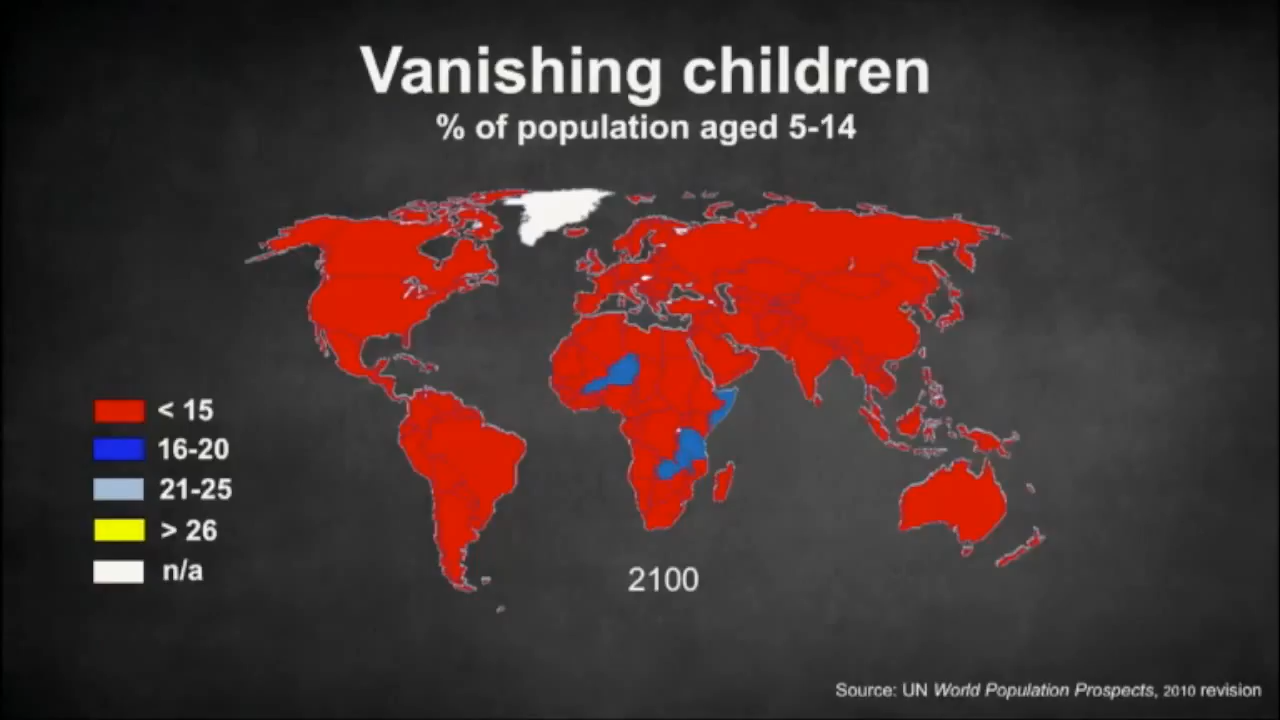 Vanishing children
% of population aged 5-14
< 15
16-20
21-25
> 26
n/a
2100
Source: UN World Population Prospects, 2010 revision